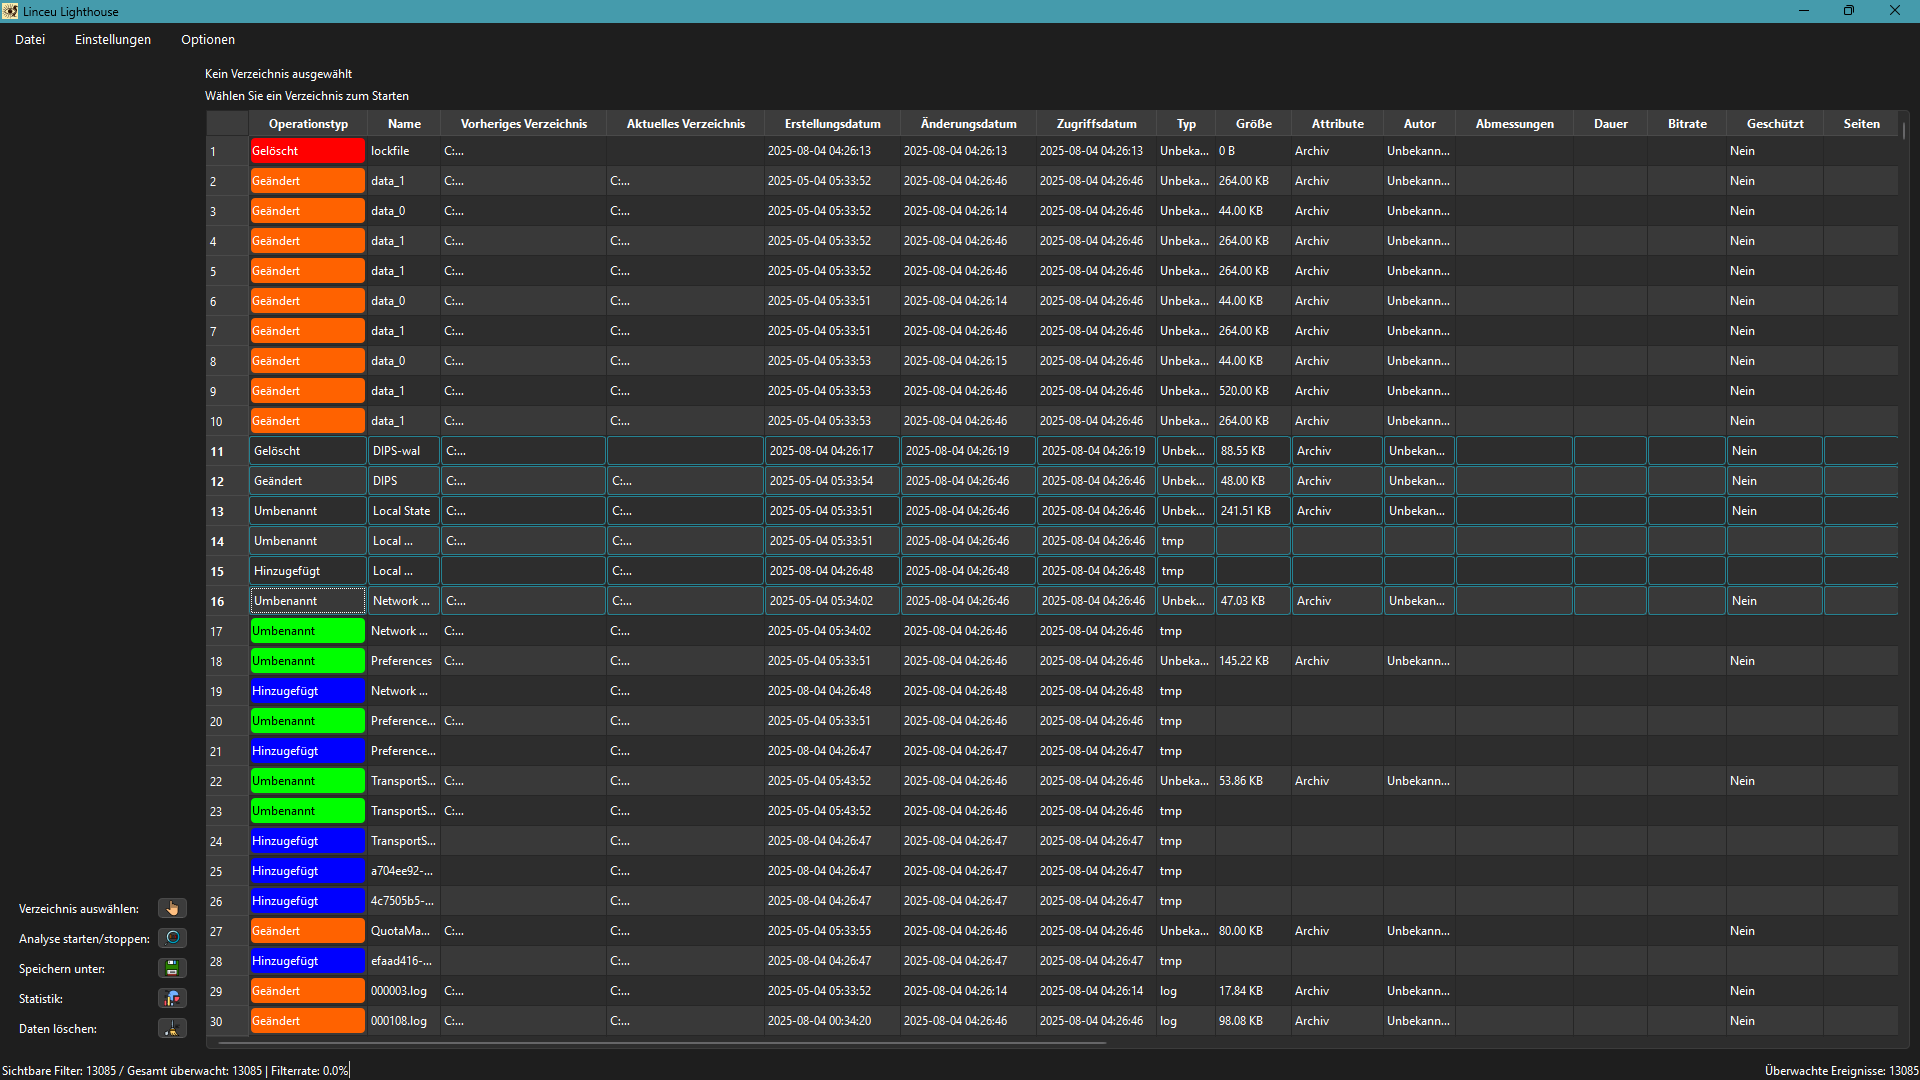 Linceu Lighthouse
Datei Einstellungen Optionen
Kein Verzeichnis ausgewählt
Wählen Sie ein Verzeichnis zum Starten
Operationstyp Name Vorheriges Verzeichnis Aktuelles Verzeichnis Erstellungsdatum Änderungsdatum Zugriffsdatum Typ Größe Attribute Autor Abmessungen Dauer Bitrate Geschützt Seiten
1 Gelöscht lockfile C:... 2025-08-04 04:26:13 2025-08-04 04:26:13 2025-08-04 04:26:13 Unbeka... 0 B Archiv Unbekann... Nein
2 Geändert data_1 C:... C:... 2025-05-04 05:33:52 2025-08-04 04:26:46 2025-08-04 04:26:46 Unbeka... 264.00 KB Archiv Unbekann... Nein
3 Geändert data_0 C:... C:... 2025-05-04 05:33:52 2025-08-04 04:26:14 2025-08-04 04:26:46 Unbeka... 44.00 KB Archiv Unbekann... Nein
4 Geändert data_1 C:... C:... 2025-05-04 05:33:52 2025-08-04 04:26:46 2025-08-04 04:26:46 Unbeka... 264.00 KB Archiv Unbekann... Nein
5 Geändert data_1 C:... C:... 2025-05-04 05:33:52 2025-08-04 04:26:46 2025-08-04 04:26:46 Unbeka... 264.00 KB Archiv Unbekann... Nein
6 Geändert data_0 C:... C:... 2025-05-04 05:33:51 2025-08-04 04:26:14 2025-08-04 04:26:46 Unbeka... 44.00 KB Archiv Unbekann... Nein
7 Geändert data_1 C:... C:... 2025-05-04 05:33:51 2025-08-04 04:26:46 2025-08-04 04:26:46 Unbeka... 264.00 KB Archiv Unbekann... Nein
8 Geändert data_0 C:... C:... 2025-05-04 05:33:53 2025-08-04 04:26:15 2025-08-04 04:26:46 Unbeka... 44.00 KB Archiv Unbekann... Nein
9 Geändert data_1 C:... C:... 2025-05-04 05:33:53 2025-08-04 04:26:46 2025-08-04 04:26:46 Unbeka... 520.00 KB Archiv Unbekann... Nein
10 Geändert data_1 C:... C:... 2025-05-04 05:33:53 2025-08-04 04:26:46 2025-08-04 04:26:46 Unbeka... 264.00 KB Archiv Unbekann... Nein
11 Gelöscht DIPS-wal C:... 2025-08-04 04:26:17 2025-08-04 04:26:19 2025-08-04 04:26:19 Unbek... 88.55 KB Archiv Unbekan... Nein
12 Geändert DIPS C:... C:... 2025-05-04 05:33:54 2025-08-04 04:26:46 2025-08-04 04:26:46 Unbek... 48.00 KB Archiv Unbekan... Nein
13 Umbenannt Local State C:... C:... 2025-05-04 05:33:51 2025-08-04 04:26:46 2025-08-04 04:26:46 Unbek... 241.51 KB Archiv Unbekan... Nein
14 Umbenannt Local ... C:... C:... 2025-05-04 05:33:51 2025-08-04 04:26:46 2025-08-04 04:26:46 tmp
15 Hinzugefügt Local ... C:... 2025-08-04 04:26:48 2025-08-04 04:26:48 2025-08-04 04:26:48 tmp
16 Umbenannt Network ... C:... C:... 2025-05-04 05:34:02 2025-08-04 04:26:46 2025-08-04 04:26:46 Unbek... 47.03 KB Archiv Unbekan... Nein
17 Umbenannt Network ... C:... C:... 2025-05-04 05:34:02 2025-08-04 04:26:46 2025-08-04 04:26:46 tmp
18 Umbenannt Preferences C:... C:... 2025-05-04 05:33:51 2025-08-04 04:26:46 2025-08-04 04:26:46 Unbeka... 145.22 KB Archiv Unbekann... Nein
19 Hinzugefügt Network ... C:... 2025-08-04 04:26:48 2025-08-04 04:26:48 2025-08-04 04:26:48 tmp
20 Umbenannt Preference... C:... C:... 2025-05-04 05:33:51 2025-08-04 04:26:46 2025-08-04 04:26:46 tmp
21 Hinzugefügt Preference... C:... 2025-08-04 04:26:47 2025-08-04 04:26:47 2025-08-04 04:26:47 tmp
22 Umbenannt TransportS... C:... C:... 2025-05-04 05:43:52 2025-08-04 04:26:46 2025-08-04 04:26:46 Unbeka... 53.86 KB Archiv Unbekann... Nein
23 Umbenannt TransportS... C:... C:... 2025-05-04 05:43:52 2025-08-04 04:26:46 2025-08-04 04:26:46 tmp
24 Hinzugefügt TransportS... C:... 2025-08-04 04:26:47 2025-08-04 04:26:47 2025-08-04 04:26:47 tmp
25 Hinzugefügt a704ee92-... C:... 2025-08-04 04:26:47 2025-08-04 04:26:47 2025-08-04 04:26:47 tmp
26 Hinzugefügt 4c7505b5-... C:... 2025-08-04 04:26:47 2025-08-04 04:26:47 2025-08-04 04:26:47 tmp
27 Geändert QuotaMa... C:... C:... 2025-05-04 05:33:55 2025-08-04 04:26:46 2025-08-04 04:26:46 Unbeka... 80.00 KB Archiv Unbekann... Nein
28 Hinzugefügt efaad416-... C:... 2025-08-04 04:26:47 2025-08-04 04:26:47 2025-08-04 04:26:47 tmp
29 Geändert 000003.log C:... C:... 2025-05-04 05:33:52 2025-08-04 04:26:14 2025-08-04 04:26:14 log 17.84 KB Archiv Unbekann... Nein
30 Geändert 000108.log C:... C:... 2025-08-04 00:34:20 2025-08-04 04:26:46 2025-08-04 04:26:46 log 98.08 KB Archiv Unbekann... Nein
Verzeichnis auswählen:
Analyse starten/stoppen:
Speichern unter:
Statistik:
Daten löschen:
Sichtbare Filter: 13085 / Gesamt überwacht: 13085 | Filterrate: 0.0%
Überwachte Ereignisse: 13085